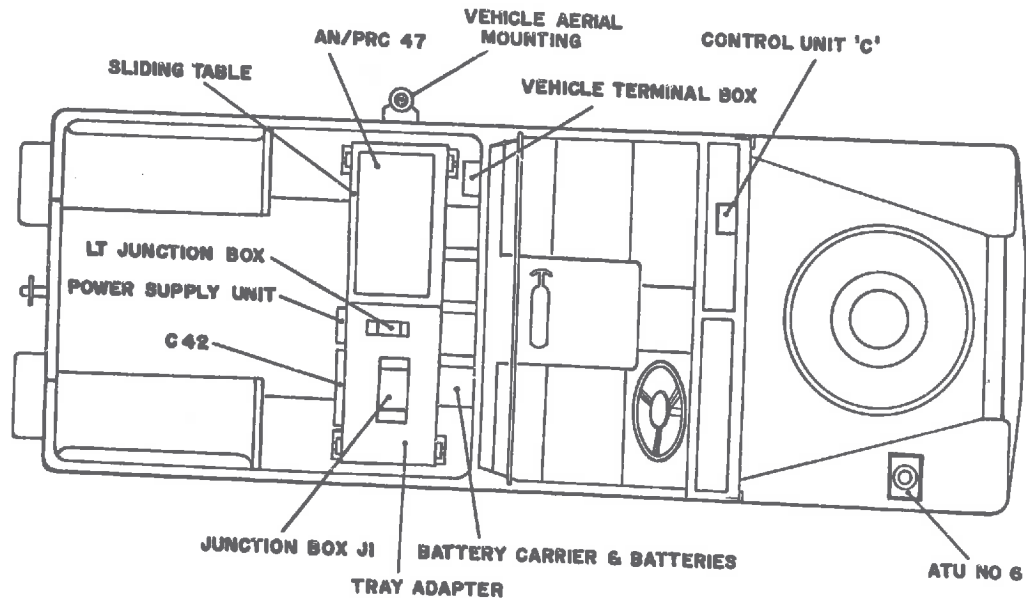 VEHICLE AERIAL
MOUNTING
AN/PRC 47
CONTROL UNIT 'C'
SLIDING TABLE
VEHICLE TERMINAL BOX
LT JUNCTION BOX
POWER SUPPLY UNIT
C42
JUNCTION BOX J1
BATTERY CARRIER & BATTERIES
TRAY ADAPTER
ATU NO 6